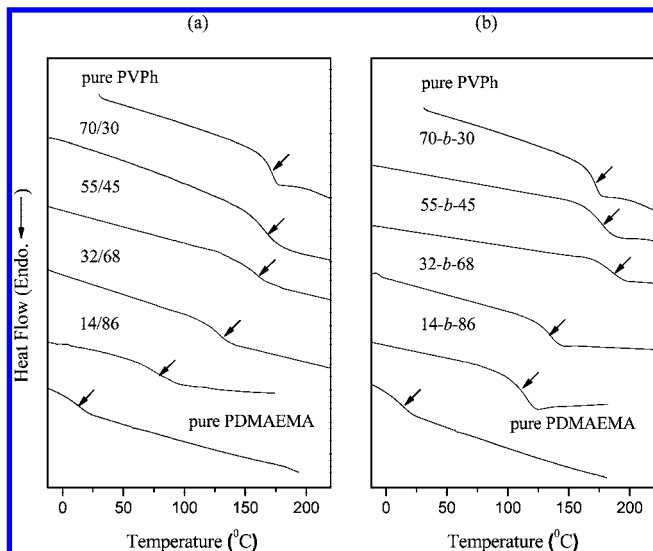 (a)
pure PVPh
70/30
55/45
32/68
14/86
pure PDMAEMA
Heat Flow (Endo. →)
0 50 100 150 200
Temperature (⁰C)
(b)
pure PVPh
70-b-30
55-b-45
32-b-68
14-b-86
pure PDMAEMA
0 50 100 150 200
Temperature (⁰C)